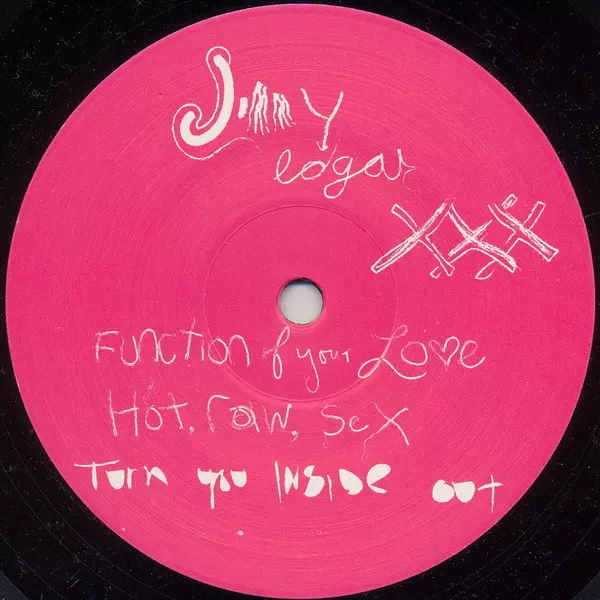 Jimmy
edgar
XXX
Function of your Love
Hot, raw, sex
Turn you INSIDE out